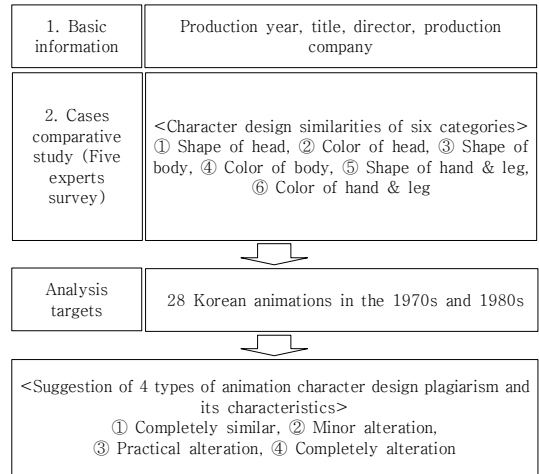 1. Basic
information
Production year, title, director, production
company
2. Cases
comparative
study (Five
experts
survey)
<Character design similarities of six categories>
① Shape of head, ② Color of head, ③ Shape of
body, ④ Color of body, ⑤ Shape of hand & leg,
⑥ Color of hand & leg
Analysis
targets
28 Korean animations in the 1970s and 1980s
<Suggestion of 4 types of animation character design plagiarism and
its characteristics>
① Completely similar, ② Minor alteration,
③ Practical alteration, ④ Completely alteration